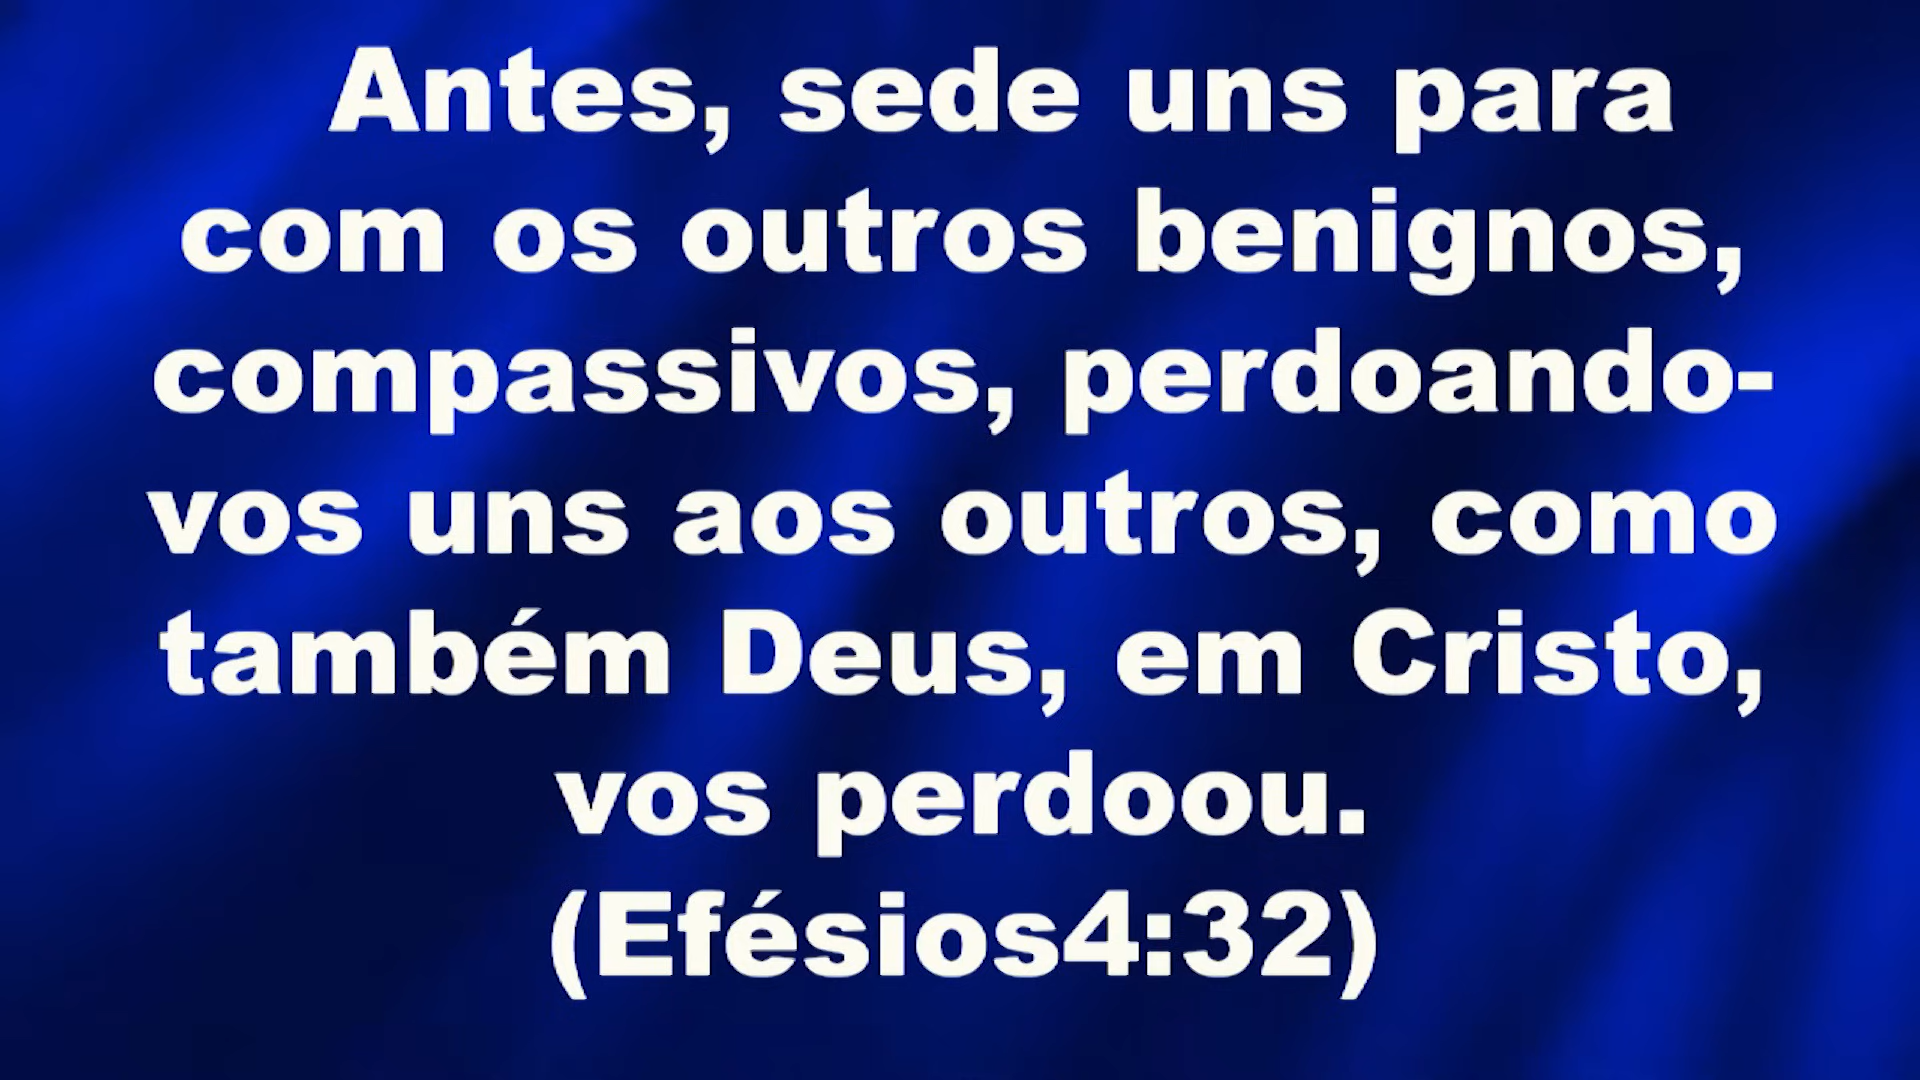 Antes, sede uns para
com os outros benignos,
compassivos, perdoando-
vos uns aos outros, como
também Deus, em Cristo,
vos perdoou.
(Efésios4:32)